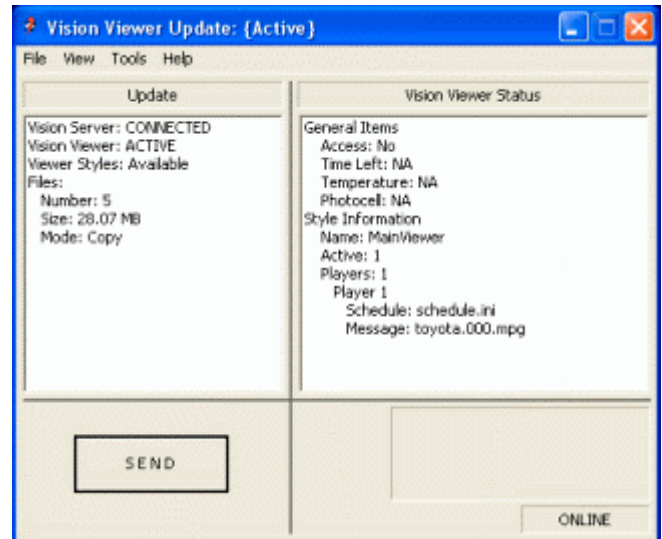 Vision Viewer Update: {Active}
File View Tools Help
Update
Vision Server: CONNECTED
Vision Viewer: ACTIVE
Viewer Styles: Available
Files:
Number: 5
Size: 28.07 MB
Mode: Copy
Vision Viewer Status
General Items
Access: No
Time Left: NA
Temperature: NA
Photocell: NA
Style Information
Name: MainViewer
Active: 1
Players: 1
Player 1
Schedule: schedule.ini
Message: toyota.000.mpg
SEND
ONLINE